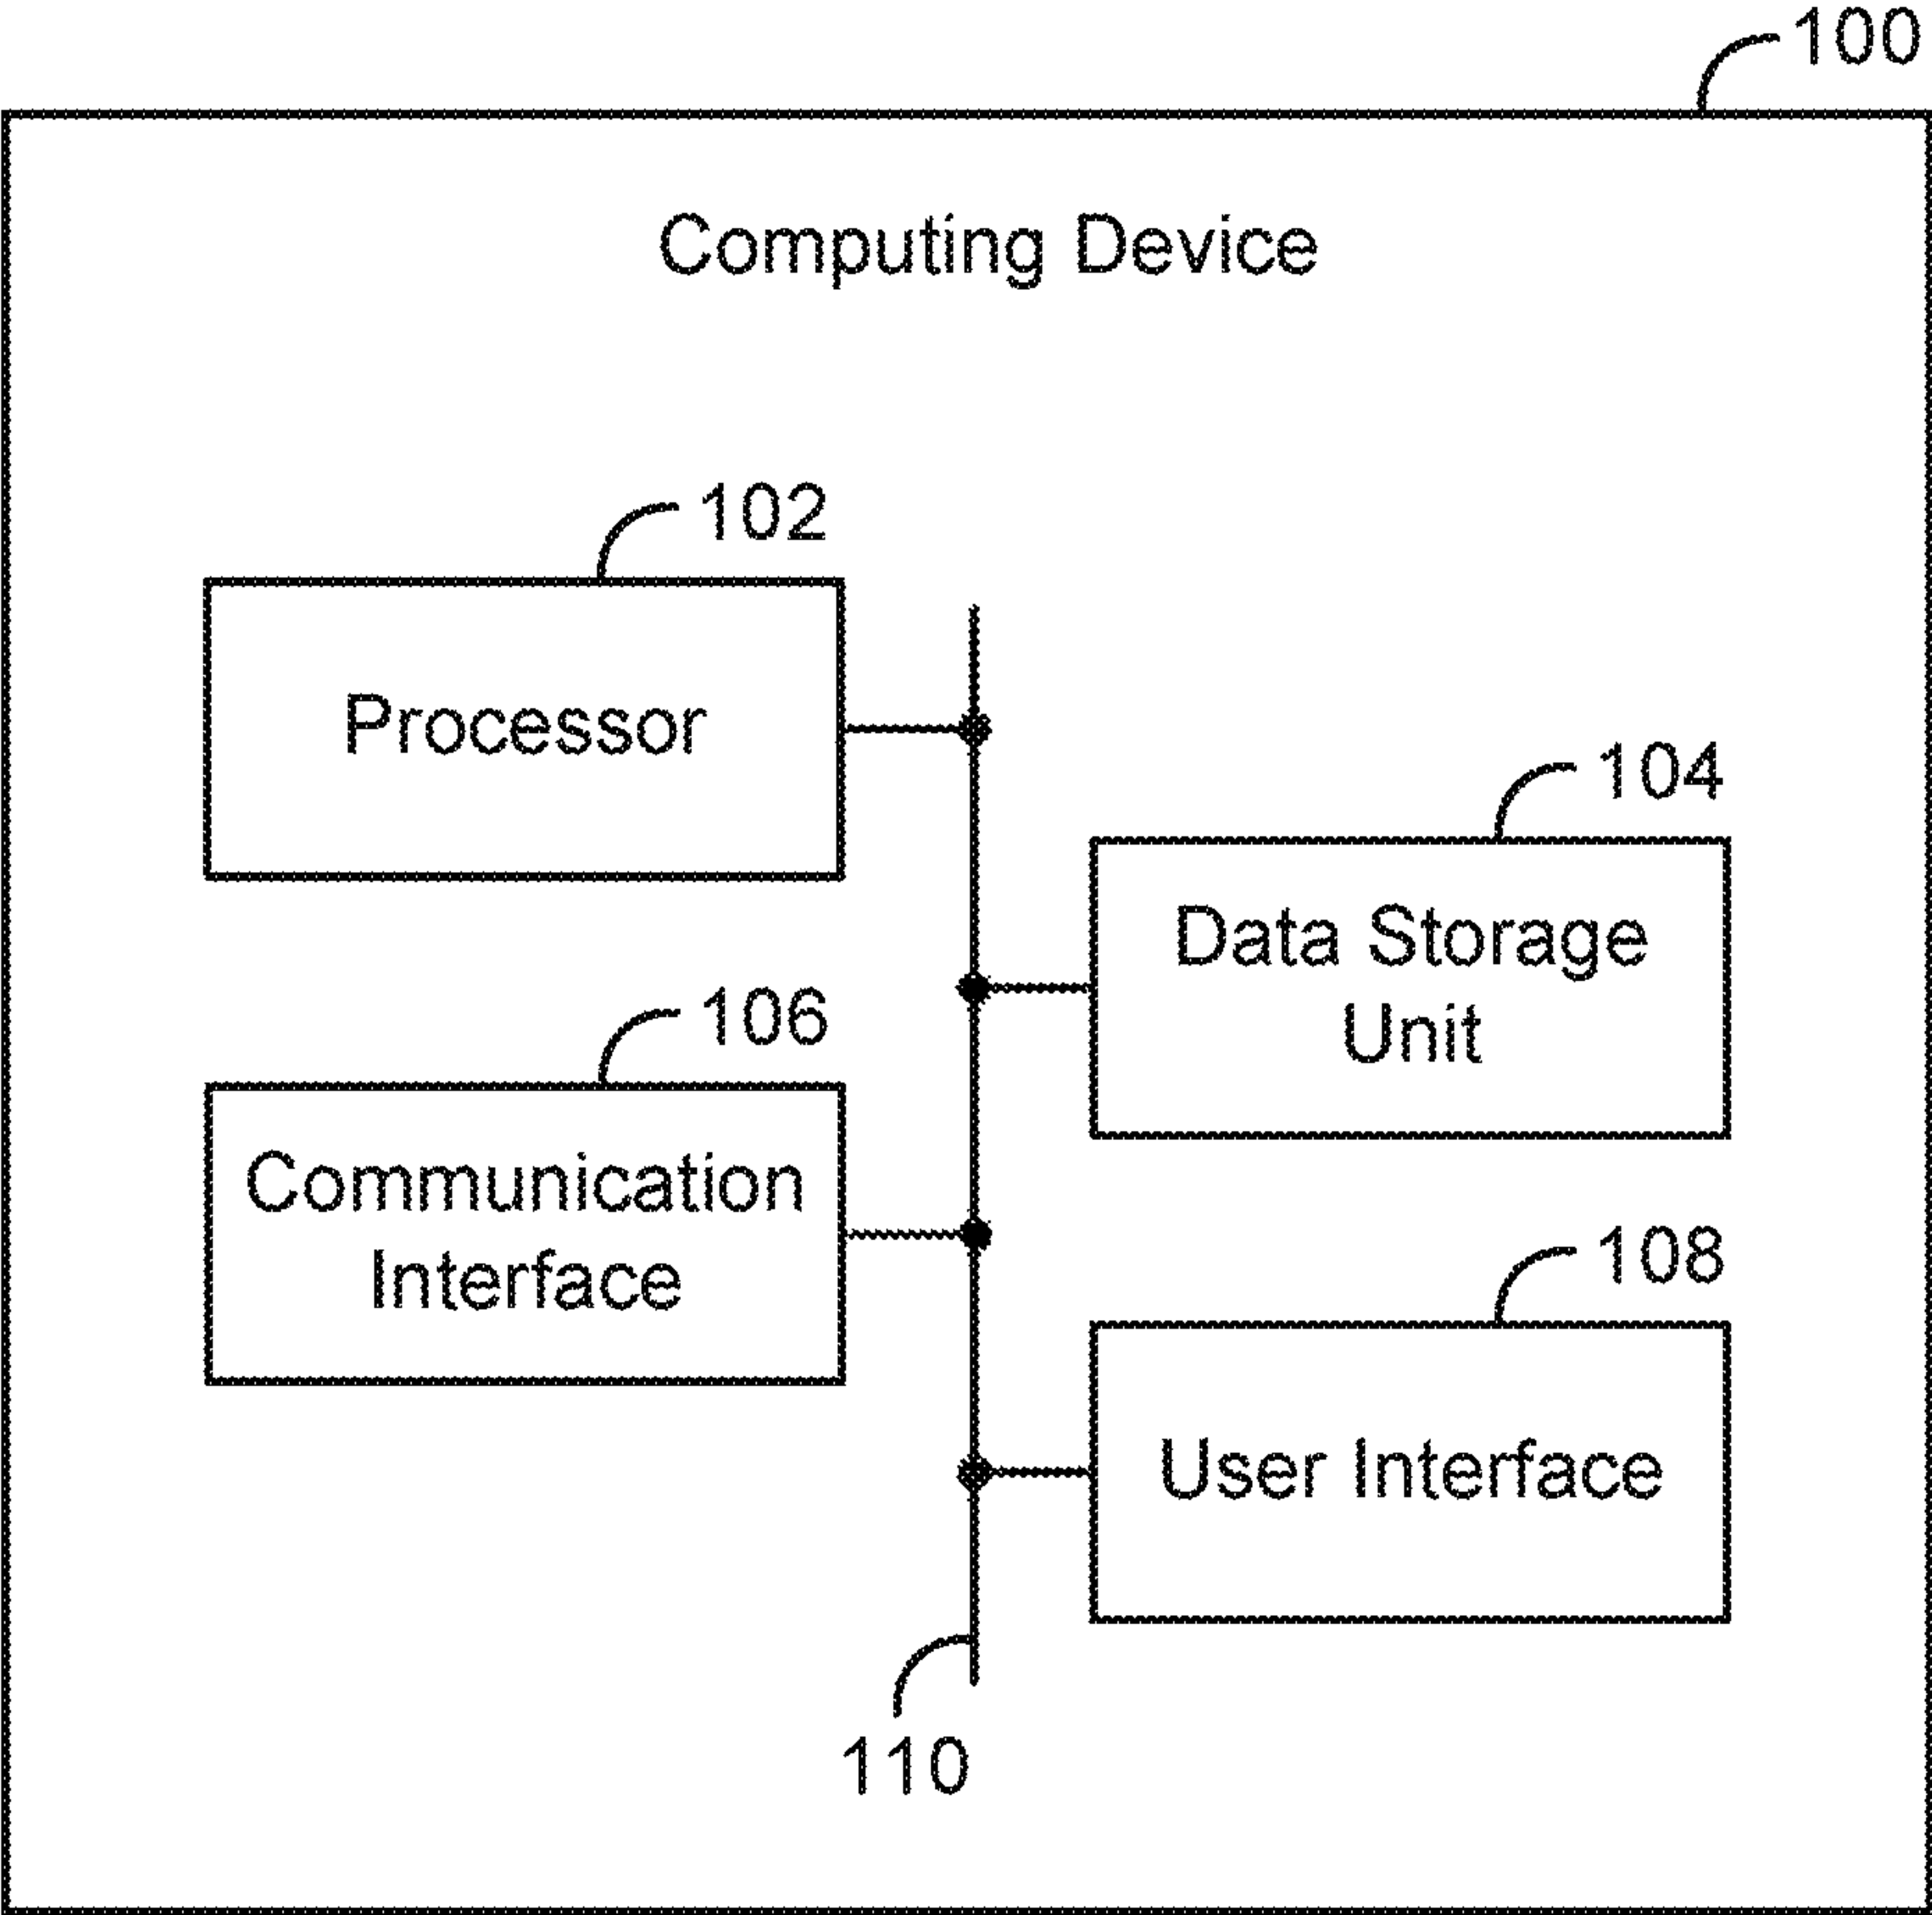 100
Computing Device
102
Processor
104
Data Storage
Unit
106
Communication
Interface
108
User Interface
110